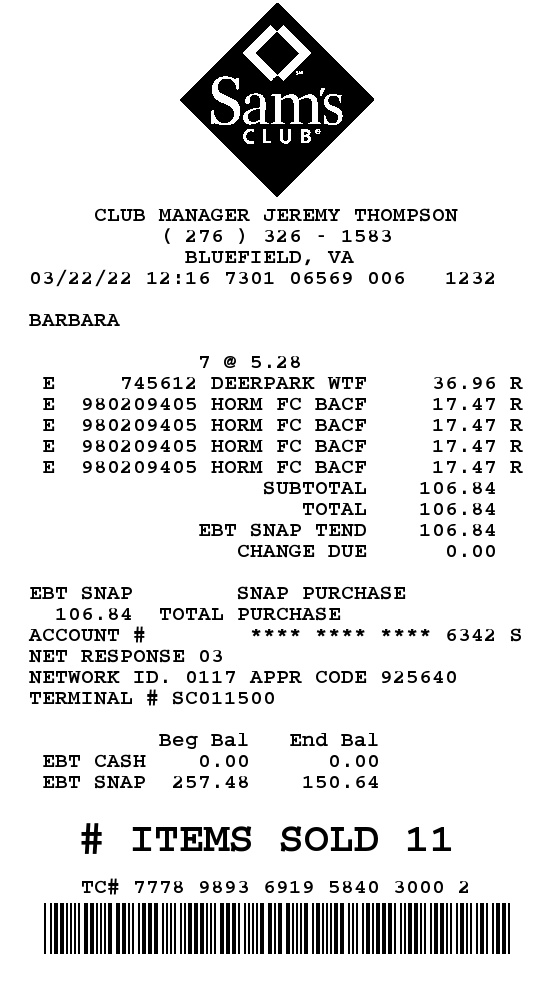 Sam's
CLUB®
CLUB MANAGER JEREMY THOMPSON
( 276 ) 326 - 1583
BLUEFIELD, VA
03/22/22 12:16 7301 06569 006 1232
BARBARA
7 @ 5.28
E 745612 DEERPARK WTF 36.96 R
E 980209405 HORM FC BACF 17.47 R
E 980209405 HORM FC BACF 17.47 R
E 980209405 HORM FC BACF 17.47 R
E 980209405 HORM FC BACF 17.47 R
SUBTOTAL 106.84
TOTAL 106.84
EBT SNAP TEND 106.84
CHANGE DUE 0.00
EBT SNAP SNAP PURCHASE
106.84 TOTAL PURCHASE
ACCOUNT # **** **** **** 6342 S
NET RESPONSE 03
NETWORK ID. 0117 APPR CODE 925640
TERMINAL # SC011500
Beg Bal End Bal
EBT CASH 0.00 0.00
EBT SNAP 257.48 150.64
# ITEMS SOLD 11
TC# 7778 9893 6919 5840 3000 2